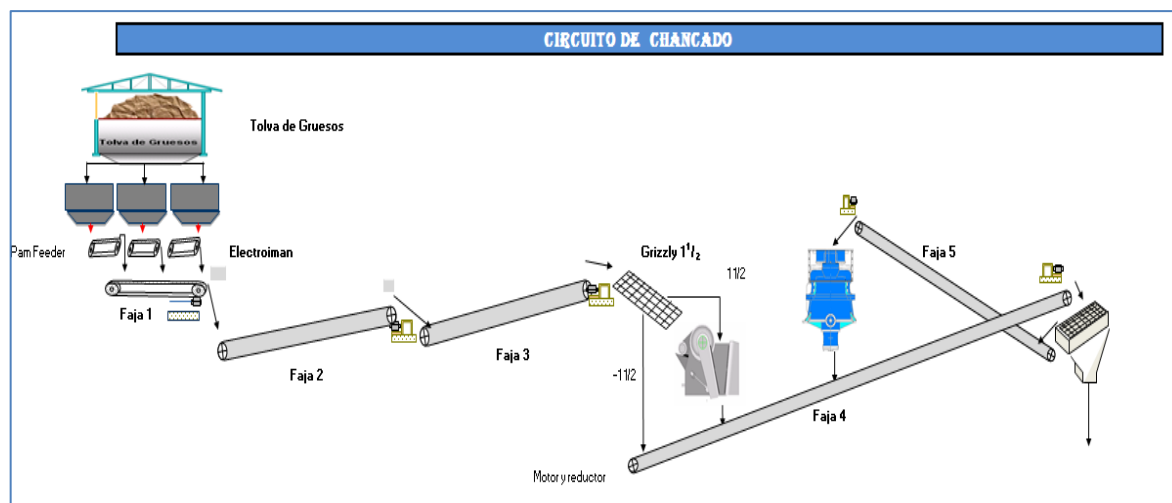 CIRCUITO DE CHANCADO
Tolva de Gruesos
Tolva de Gruesos
Pam Feeder
Electroiman
Faja 1
Faja 2
Faja 3
Grizzly 1 1/2
11/2
-11/2
Faja 5
Faja 4
Motor y reductor